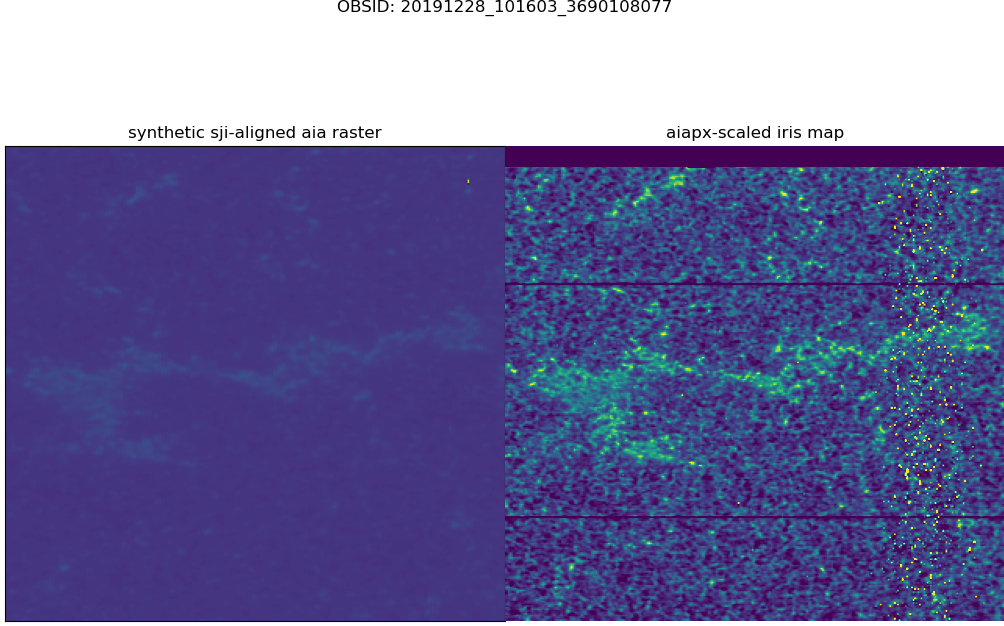 OBSID: 20191228_101603_3690108077
synthetic sji-aligned aia raster
aiapx-scaled iris map